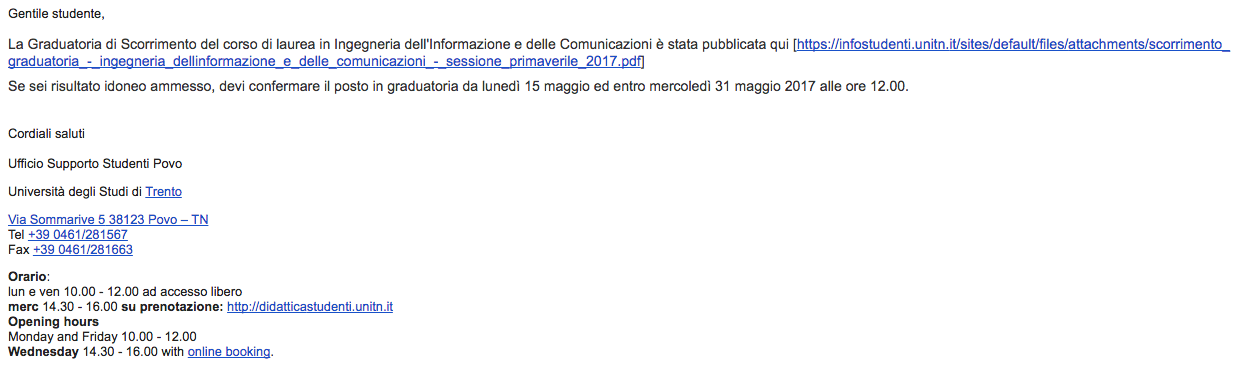 Gentile studente,
La Graduatoria di Scorrimento del corso di laurea in Ingegneria dell'Informazione e delle Comunicazioni è stata pubblicata qui [https://infostudenti.unitn.it/sites/default/files/attachments/scorrimento_
graduatoria_-_ingegneria_dellinformazione_e_delle_comunicazioni_-_sessione_primaverile_2017.pdf]
Se sei risultato idoneo ammesso, devi confermare il posto in graduatoria da lunedì 15 maggio ed entro mercoledì 31 maggio 2017 alle ore 12.00.
Cordiali saluti
Ufficio Supporto Studenti Povo
Università degli Studi di Trento
Via Sommarive 5 38123 Povo – TN
Tel +39 0461/281567
Fax +39 0461/281663
Orario:
lun e ven 10.00 - 12.00 ad accesso libero
merc 14.30 - 16.00 su prenotazione: http://didatticastudenti.unitn.it
Opening hours
Monday and Friday 10.00 - 12.00
Wednesday 14.30 - 16.00 with online booking.